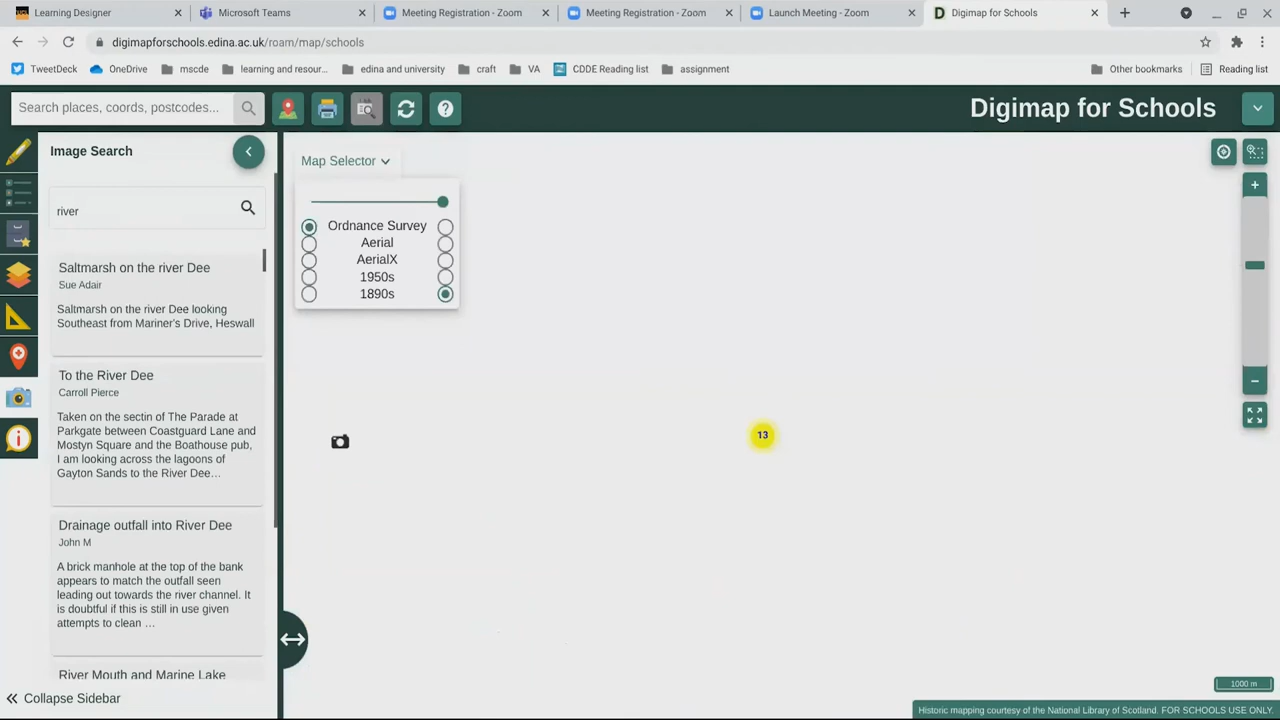 Learning Designer
Microsoft Teams
Meeting Registration - Zoom
Meeting Registration - Zoom
Launch Meeting - Zoom
Digimap for Schools
digimapforschools.edina.ac.uk/roam/map/schools
TweetDeck
OneDrive
mscde
learning and resour...
edina and university
craft
VA
CDDE Reading list
assignment
Other bookmarks
Reading list
Search places, coords, postcodes...
Digimap for Schools
Image Search
river
Saltmarsh on the river Dee
Sue Adair
Saltmarsh on the river Dee looking
Southeast from Mariner's Drive, Heswall
To the River Dee
Carroll Pierce
Taken on the sectin of The Parade at
Parkgate between Coastguard Lane and
Mostyn Square and the Boathouse pub,
I am looking across the lagoons of
Gayton Sands to the River Dee...
Drainage outfall into River Dee
John M
A brick manhole at the top of the bank
appears to match the outfall seen
leading out towards the river channel. It
is doubtful if this is still in use given
attempts to clean ...
River Mouth and Marine Lake
Collapse Sidebar
Map Selector
Ordnance Survey
Aerial
AerialX
1950s
1890s
13
1000 m
Historic mapping courtesy of the National Library of Scotland. FOR SCHOOLS USE ONLY.